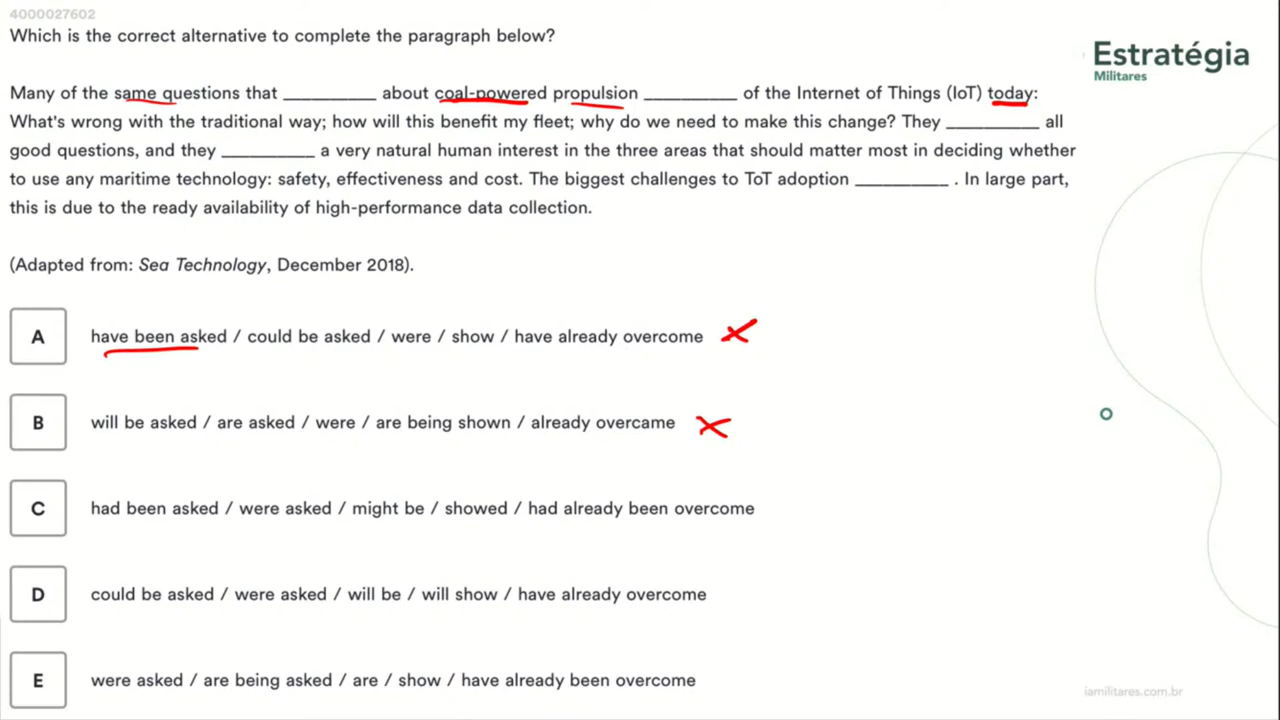 4000027602
Which is the correct alternative to complete the paragraph below?
Estratégia
Militares
Many of the same questions that __________ about coal-powered propulsion __________ of the Internet of Things (IoT) today:
What's wrong with the traditional way; how will this benefit my fleet; why do we need to make this change? They __________ all
good questions, and they __________ a very natural human interest in the three areas that should matter most in deciding whether
to use any maritime technology: safety, effectiveness and cost. The biggest challenges to ToT adoption __________ . In large part,
this is due to the ready availability of high-performance data collection.
(Adapted from: Sea Technology, December 2018).
A have been asked / could be asked / were / show / have already overcome
B will be asked / are asked / were / are being shown / already overcame
C had been asked / were asked / might be / showed / had already been overcome
D could be asked / were asked / will be / will show / have already overcome
E were asked / are being asked / are / show / have already been overcome
iamilitares.com.br